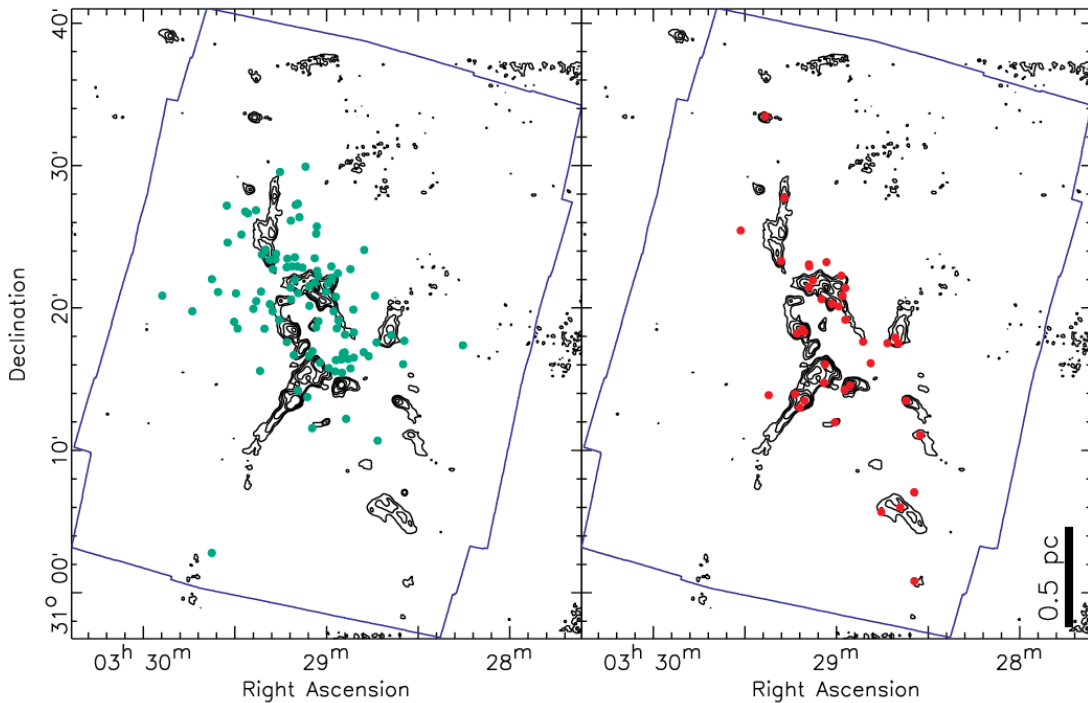 40'
30'
20'
10'
31° 00'
Declination
03ʰ 30ᵐ
29ᵐ
28ᵐ
03ʰ 30ᵐ
29ᵐ
28ᵐ
Right Ascension
Right Ascension
0.5 pc